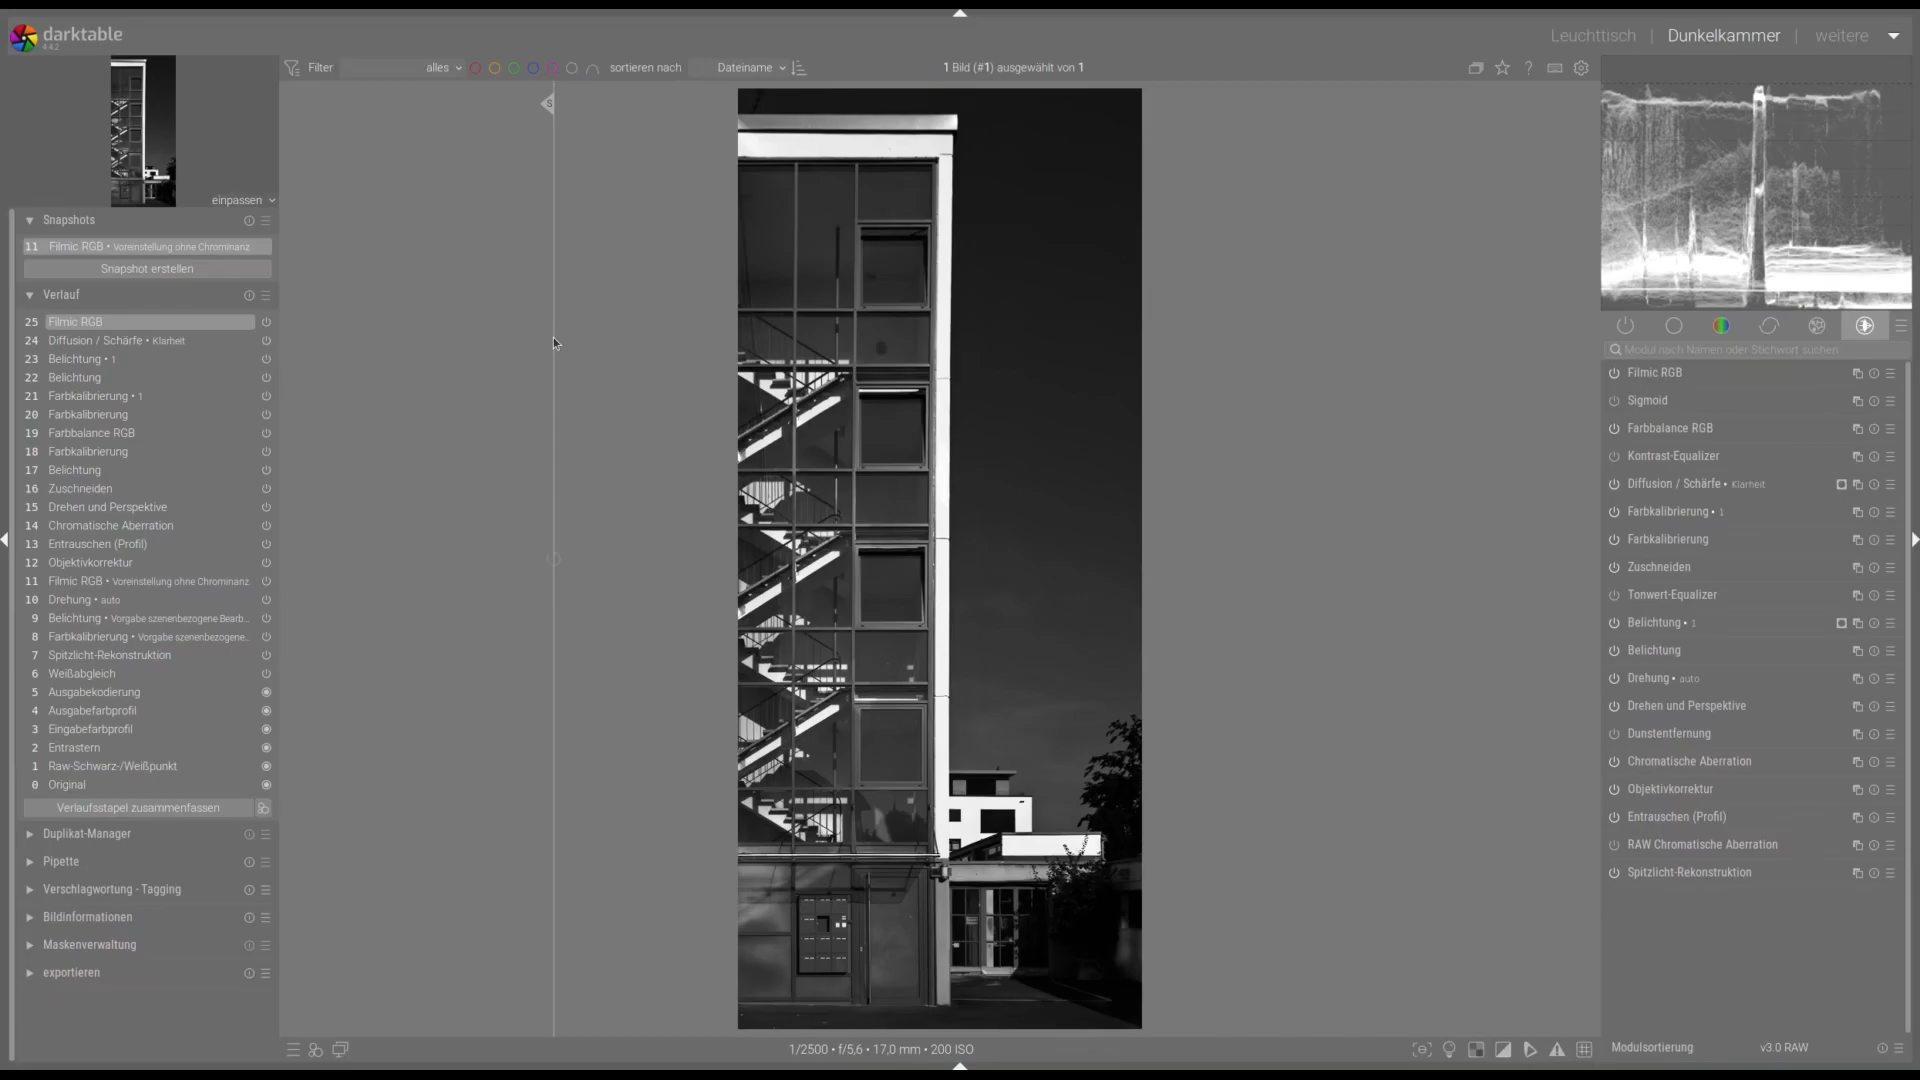 darktable
4.4.2
Leuchttisch | Dunkelkammer | weitere
Filter alles sortieren nach Dateiname
1 Bild (#1) ausgewählt von 1
einpassen
Snapshots
11 Filmic RGB • Voreinstellung ohne Chrominanz
Snapshot erstellen
Verlauf
25 Filmic RGB
24 Diffusion / Schärfe • Klarheit
23 Belichtung • 1
22 Belichtung
21 Farbkalibrierung • 1
20 Farbkalibrierung
19 Farbbalance RGB
18 Farbkalibrierung
17 Belichtung
16 Zuschneiden
15 Drehen und Perspektive
14 Chromatische Aberration
13 Entrauschen (Profil)
12 Objektivkorrektur
11 Filmic RGB • Voreinstellung ohne Chrominanz
10 Drehung • auto
9 Belichtung • Vorgabe szenenbezogene Bearb...
8 Farbkalibrierung • Vorgabe szenenbezogene...
7 Spitzlicht-Rekonstruktion
6 Weißabgleich
5 Ausgabekodierung
4 Ausgabefarbprofil
3 Eingabefarbprofil
2 Entrastern
1 Raw-Schwarz-/Weißpunkt
0 Original
Verlaufsstapel zusammenfassen
Duplikat-Manager
Pipette
Verschlagwortung - Tagging
Bildinformationen
Maskenverwaltung
exportieren
S
1/2500 • f/5,6 • 17,0 mm • 200 ISO
Modul nach Namen oder Stichwort suchen
Filmic RGB
Sigmoid
Farbbalance RGB
Kontrast-Equalizer
Diffusion / Schärfe • Klarheit
Farbkalibrierung • 1
Farbkalibrierung
Zuschneiden
Tonwert-Equalizer
Belichtung • 1
Belichtung
Drehung • auto
Drehen und Perspektive
Dunstentfernung
Chromatische Aberration
Objektivkorrektur
Entrauschen (Profil)
RAW Chromatische Aberration
Spitzlicht-Rekonstruktion
Modulsortierung v3.0 RAW